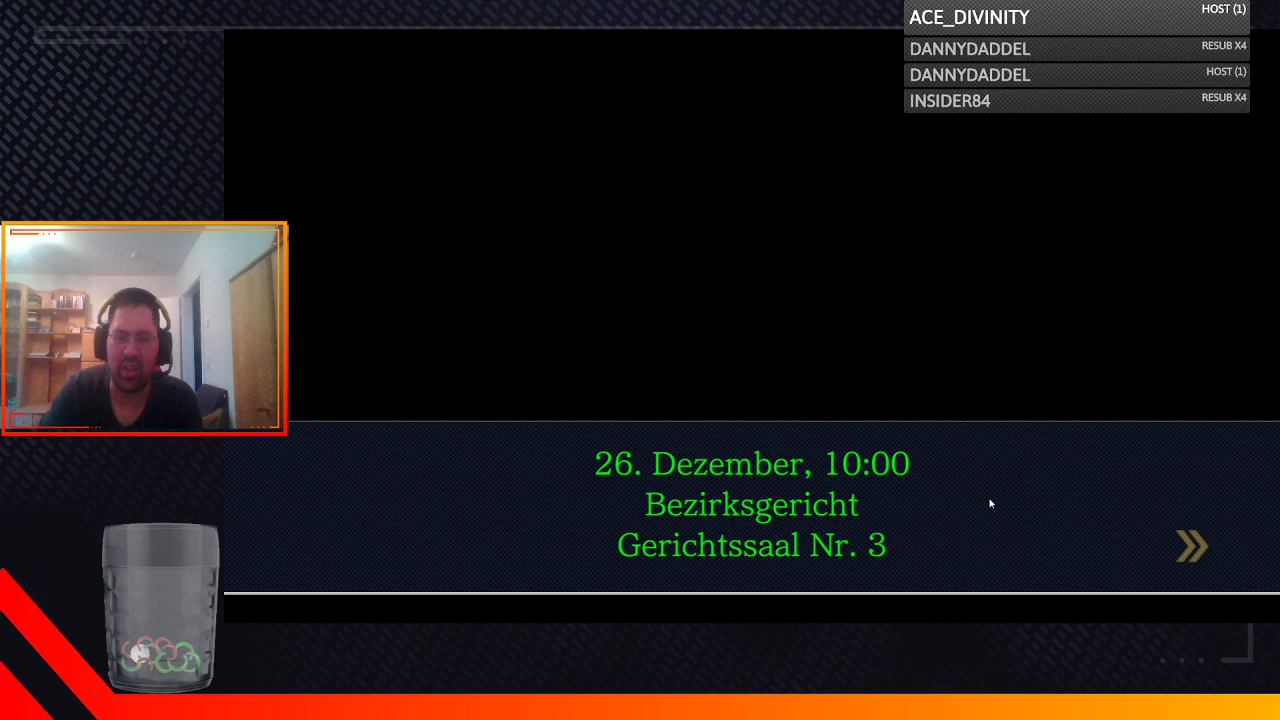 ACE_DIVINITY HOST (1)
DANNYDADDEL RESUB X4
DANNYDADDEL HOST (1)
INSIDER84 RESUB X4
26. Dezember, 10:00
Bezirksgericht
Gerichtssaal Nr. 3